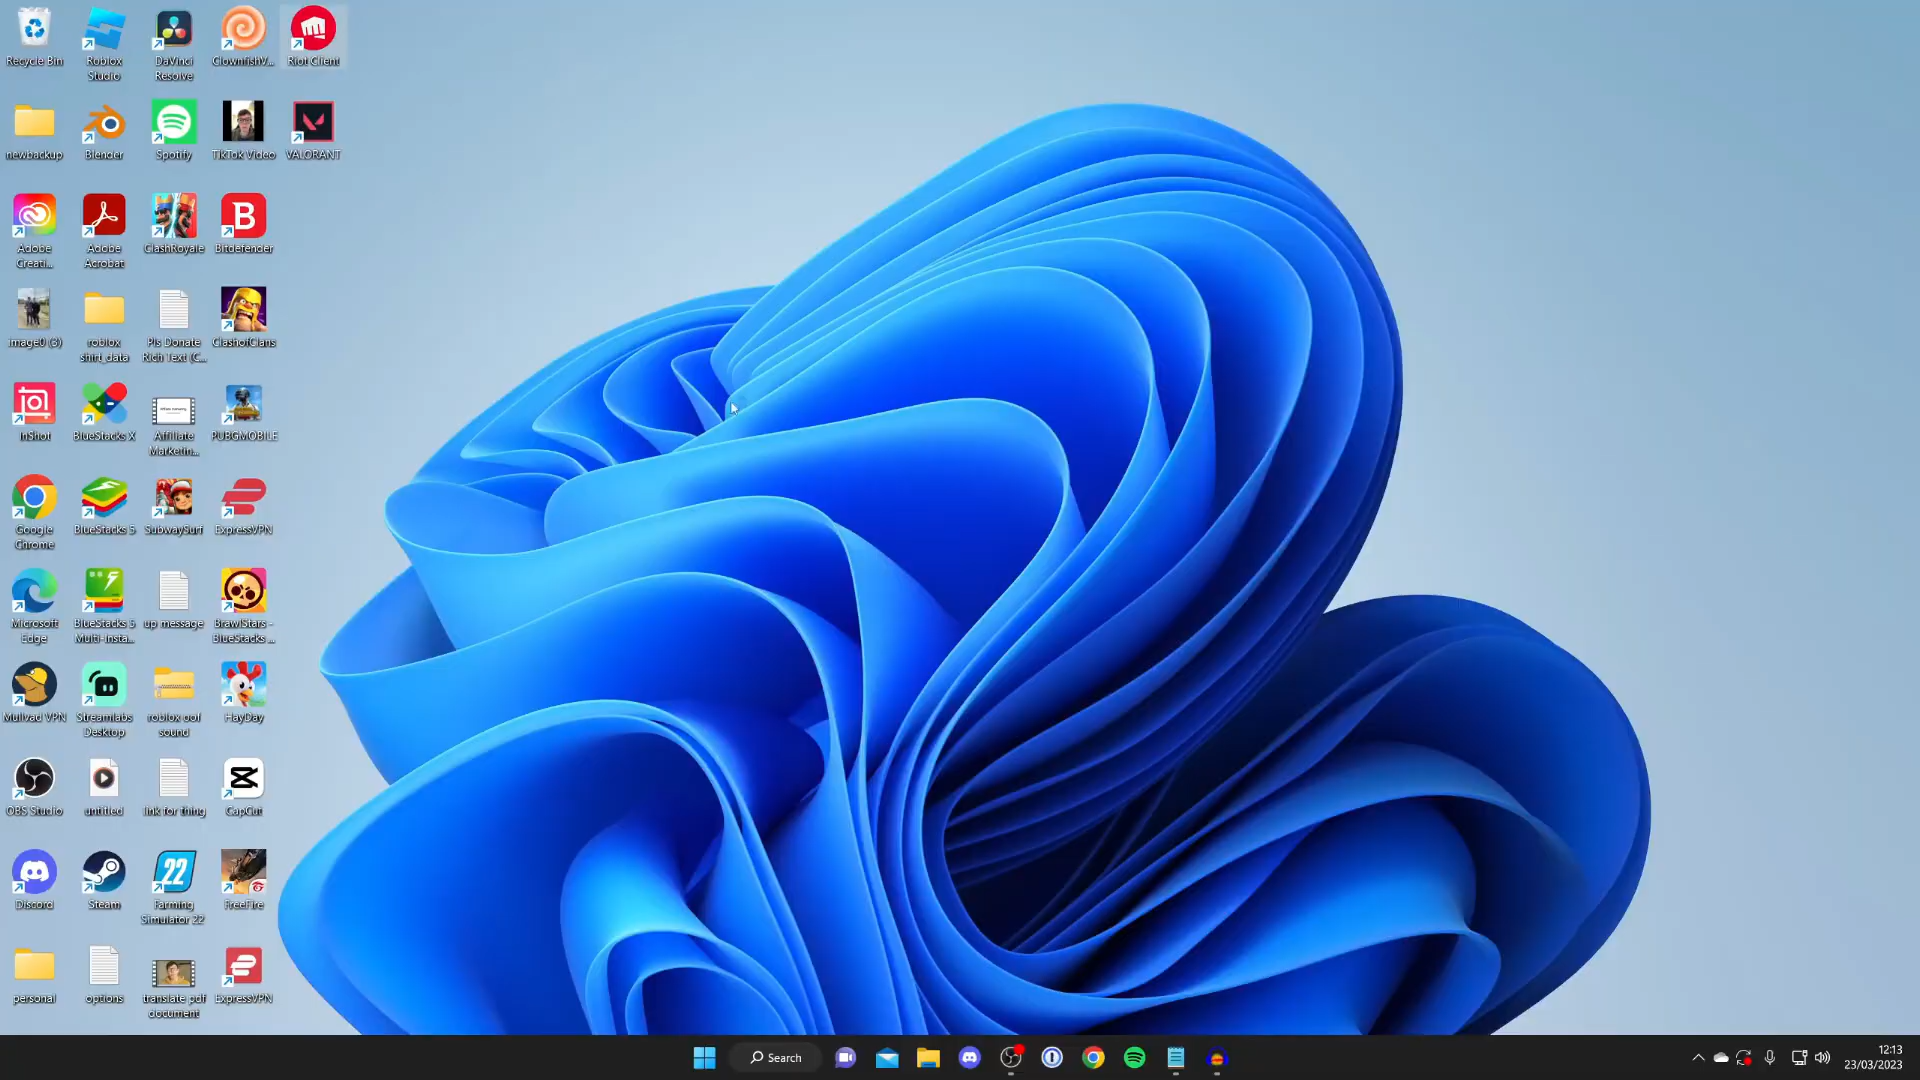 Recycle Bin
Roblox
Studio
DaVinci
Resolve
ClownfishV...
Riot Client
newbackup
Blender
Spotify
TikTok Video
VALORANT
Adobe
Creati...
Adobe
Acrobat
ClashRoyale
Bitdefender
image0 (3)
roblox
shirt_data
Pls Donate
Rich Text (C...
ClashofClans
InShot
BlueStacks X
Affiliate
Marketin...
PUBGMOBILE
Google
Chrome
BlueStacks 5
SubwaySurf
ExpressVPN
Microsoft
Edge
BlueStacks 5
Multi-Insta...
up message
BrawlStars -
BlueStacks ...
Mullvad VPN
Streamlabs
Desktop
roblox oof
sound
HayDay
OBS Studio
untitled
link for thing
CapCut
Discord
Steam
22
Farming
Simulator 22
FreeFire
personal
options
translate pdf
document
ExpressVPN
Search
12:13
23/03/2023